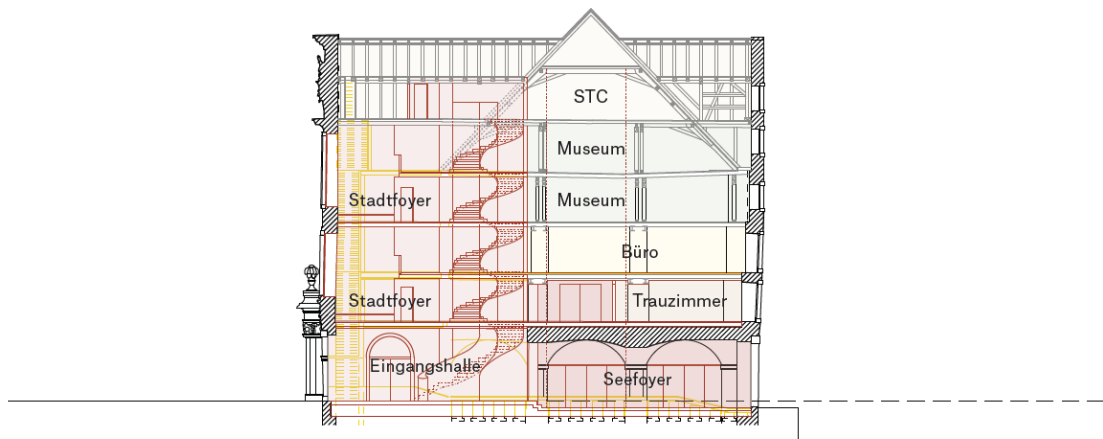 STC
Museum
Stadtfoyer
Museum
Büro
Stadtfoyer
Trauzimmer
Eingangshalle
Seefoyer